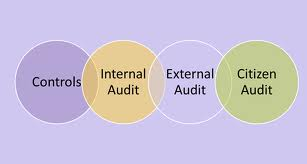 Controls
Internal
Audit
External
Audit
Citizen
Audit